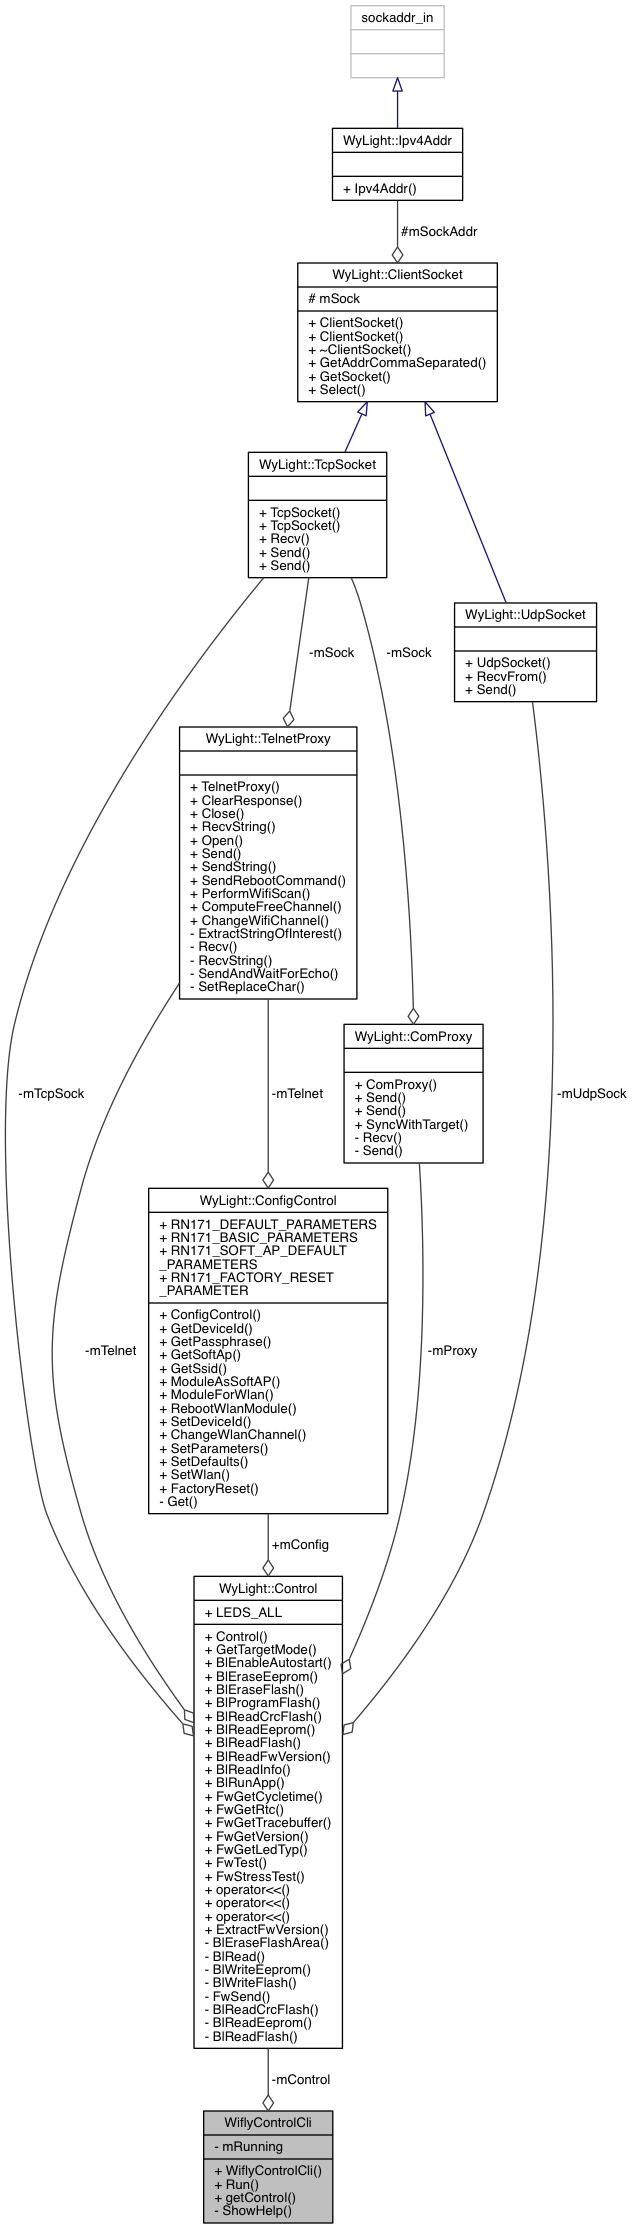 sockaddr_in
WyLight::Ipv4Addr
+ Ipv4Addr()
#mSockAddr
WyLight::ClientSocket
# mSock
+ ClientSocket()
+ ClientSocket()
+ ~ClientSocket()
+ GetAddrCommaSeparated()
+ GetSocket()
+ Select()
WyLight::TcpSocket
+ TcpSocket()
+ TcpSocket()
+ Recv()
+ Send()
+ Send()
WyLight::UdpSocket
+ UdpSocket()
+ RecvFrom()
+ Send()
-mSock
-mSock
WyLight::TelnetProxy
+ TelnetProxy()
+ ClearResponse()
+ Close()
+ RecvString()
+ Open()
+ Send()
+ SendString()
+ SendRebootCommand()
+ PerformWifiScan()
+ ComputeFreeChannel()
+ ChangeWifiChannel()
- ExtractStringOfInterest()
- Recv()
- RecvString()
- SendAndWaitForEcho()
- SetReplaceChar()
WyLight::ComProxy
+ ComProxy()
+ Send()
+ Send()
+ SyncWithTarget()
- Recv()
- Send()
-mTcpSock
-mTelnet
-mUdpSock
WyLight::ConfigControl
+ RN171_DEFAULT_PARAMETERS
+ RN171_BASIC_PARAMETERS
+ RN171_SOFT_AP_DEFAULT
_PARAMETERS
+ RN171_FACTORY_RESET
_PARAMETER
+ ConfigControl()
+ GetDeviceId()
+ GetPassphrase()
+ GetSoftAp()
+ GetSsid()
+ ModuleAsSoftAP()
+ ModuleForWlan()
+ RebootWlanModule()
+ SetDeviceId()
+ ChangeWlanChannel()
+ SetParameters()
+ SetDefaults()
+ SetWlan()
+ FactoryReset()
- Get()
-mTelnet
-mProxy
+mConfig
WyLight::Control
+ LEDS_ALL
+ Control()
+ GetTargetMode()
+ BlEnableAutostart()
+ BlEraseEeprom()
+ BlEraseFlash()
+ BlProgramFlash()
+ BlReadCrcFlash()
+ BlReadEeprom()
+ BlReadFlash()
+ BlReadFwVersion()
+ BlReadInfo()
+ BlRunApp()
+ FwGetCycletime()
+ FwGetRtc()
+ FwGetTracebuffer()
+ FwGetVersion()
+ FwGetLedTyp()
+ FwTest()
+ FwStressTest()
+ operator<<()
+ operator<<()
+ operator<<()
+ ExtractFwVersion()
- BlEraseFlashArea()
- BlRead()
- BlWriteEeprom()
- BlWriteFlash()
- FwSend()
- BlReadCrcFlash()
- BlReadEeprom()
- BlReadFlash()
-mControl
WiflyControlCli
- mRunning
+ WiflyControlCli()
+ Run()
+ getControl()
- ShowHelp()